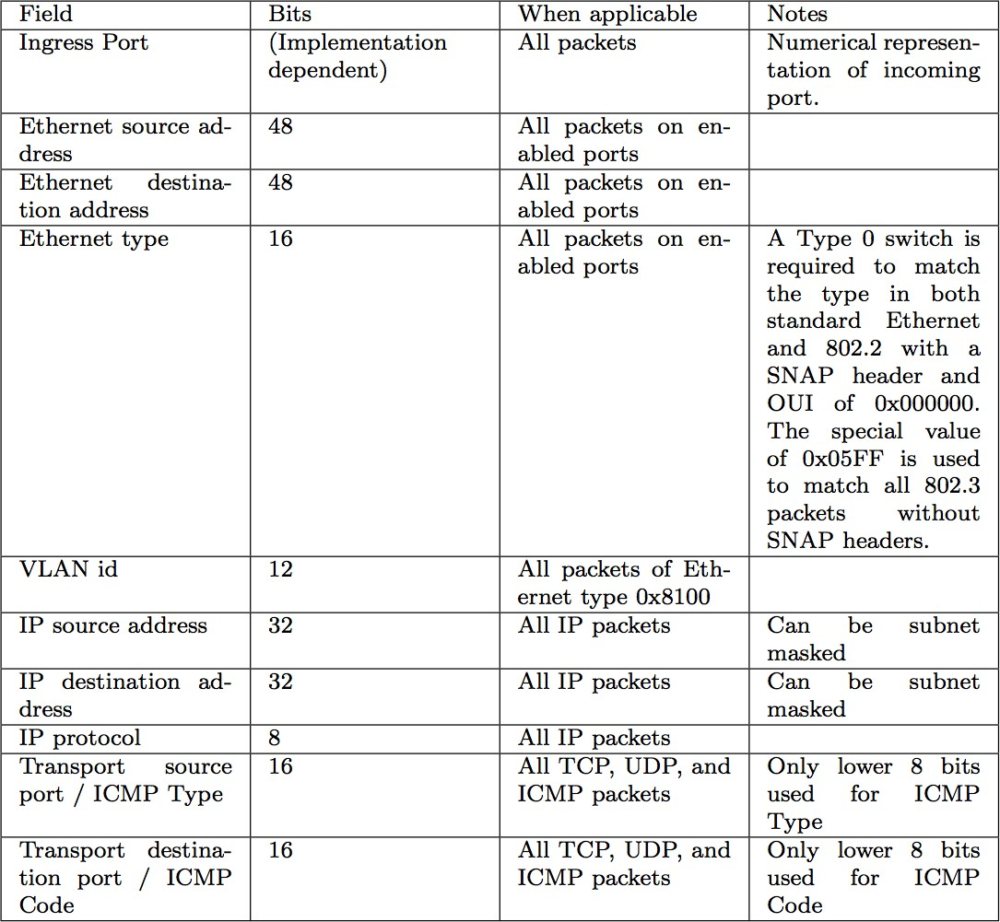 Field Bits When applicable Notes
Ingress Port (Implementation All packets Numerical represen-
dependent) tation of incoming
port.
Ethernet source ad- 48 All packets on en-
dress abled ports
Ethernet destina- 48 All packets on en-
tion address abled ports
Ethernet type 16 All packets on en- A Type 0 switch is
abled ports required to match
the type in both
standard Ethernet
and 802.2 with a
SNAP header and
OUI of 0x000000.
The special value
of 0x05FF is used
to match all 802.3
packets without
SNAP headers.
VLAN id 12 All packets of Eth-
ernet type 0x8100
IP source address 32 All IP packets Can be subnet
masked
IP destination ad- 32 All IP packets Can be subnet
dress masked
IP protocol 8 All IP packets
Transport source 16 All TCP, UDP, and Only lower 8 bits
port / ICMP Type ICMP packets used for ICMP
Type
Transport destina- 16 All TCP, UDP, and Only lower 8 bits
tion port / ICMP ICMP packets used for ICMP
Code Code